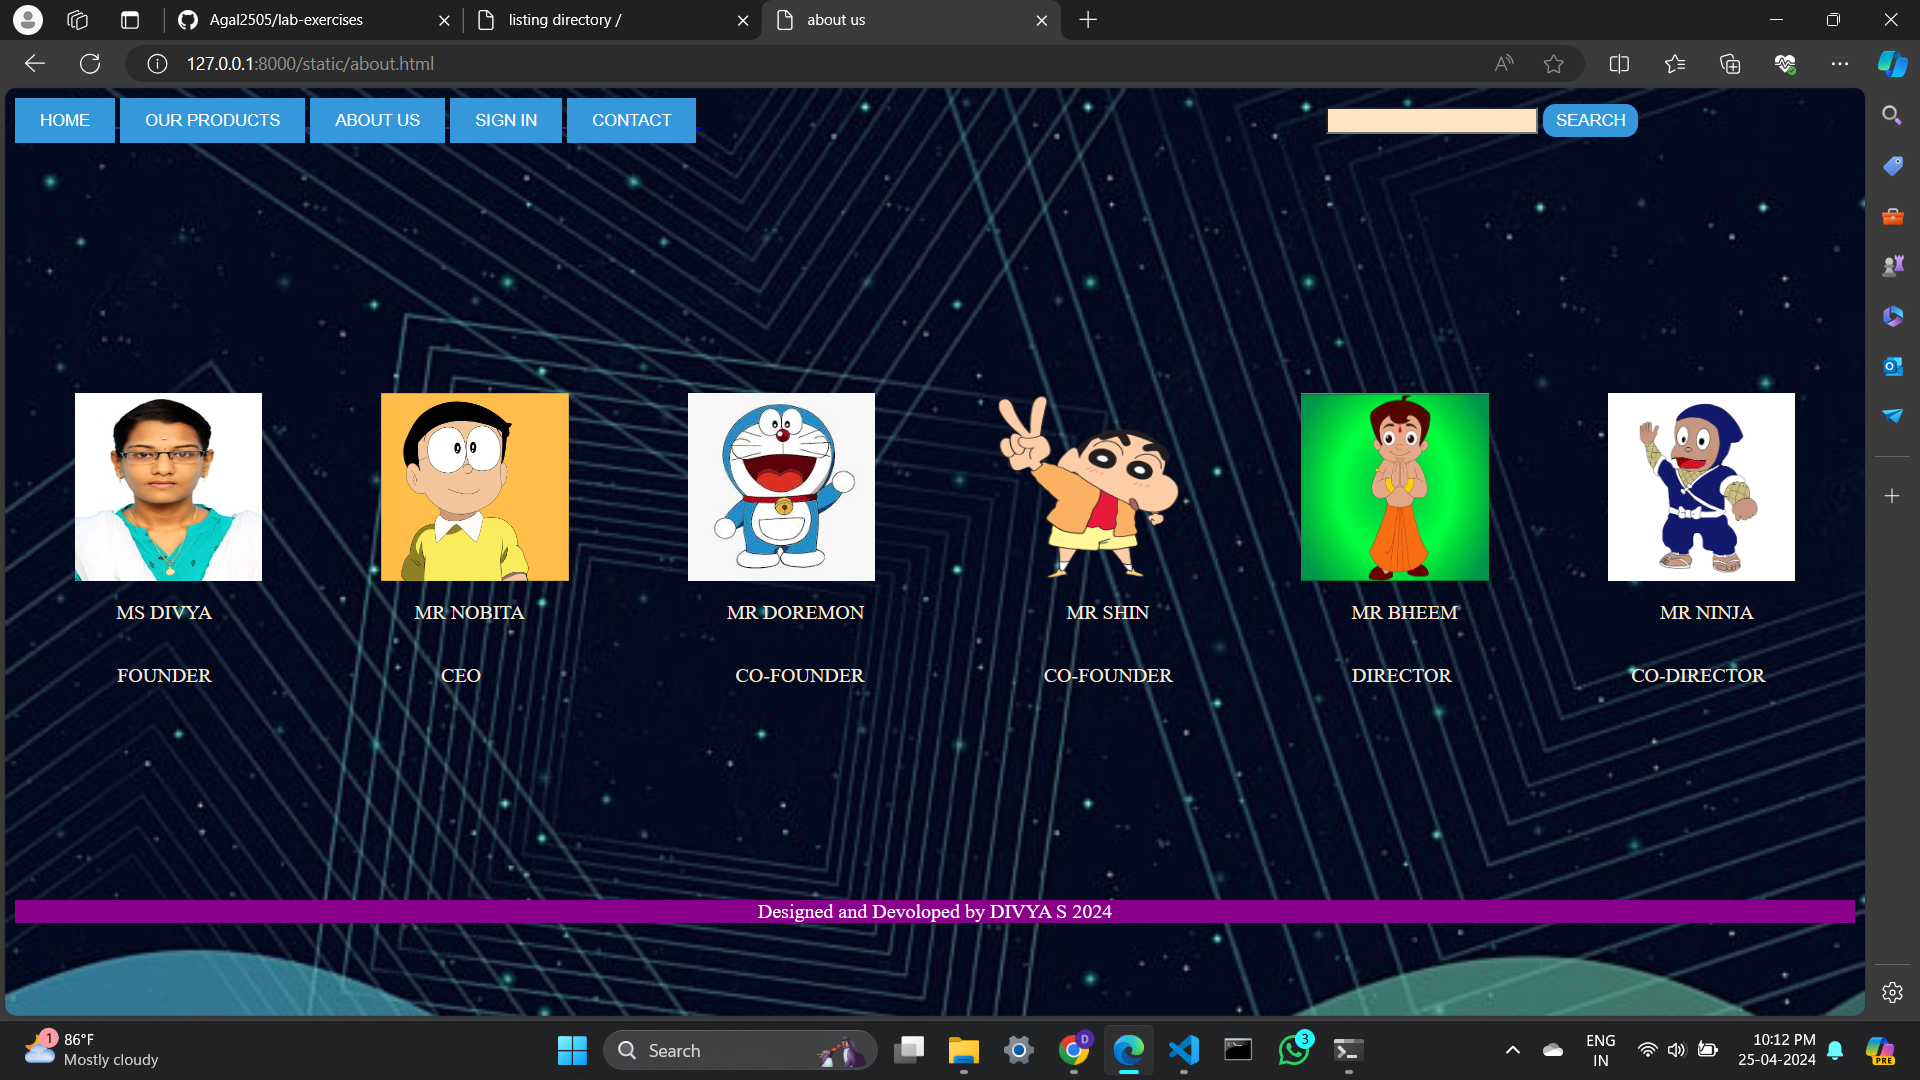 Agal2505/lab-exercises
listing directory /
about us
127.0.0.1:8000/static/about.html
HOME
OUR PRODUCTS
ABOUT US
SIGN IN
CONTACT
SEARCH
MS DIVYA
MR NOBITA
MR DOREMON
MR SHIN
MR BHEEM
MR NINJA
FOUNDER
CEO
CO-FOUNDER
CO-FOUNDER
DIRECTOR
CO-DIRECTOR
Designed and Devoloped by DIVYA S 2024
1
86°F
Mostly cloudy
Search
D
3
ENG
IN
10:12 PM
25-04-2024
PRE